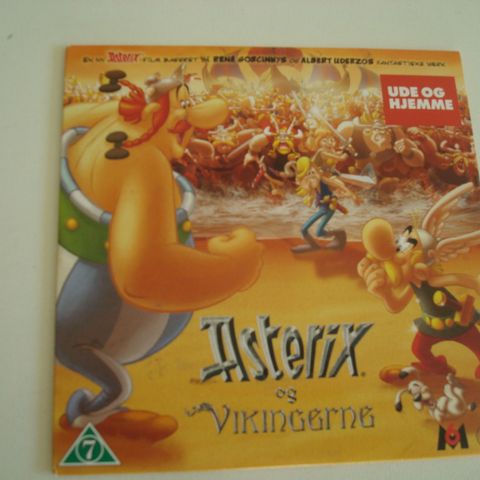 EN NY Asterix-FILM BASERET PÅ RENÉ GOSCINNYS OG ALBERT UDERZOS FANTASTISKE VÆRK
UDE OG
HJEMME
Asterix
og
VIKINGERNE
7
M6